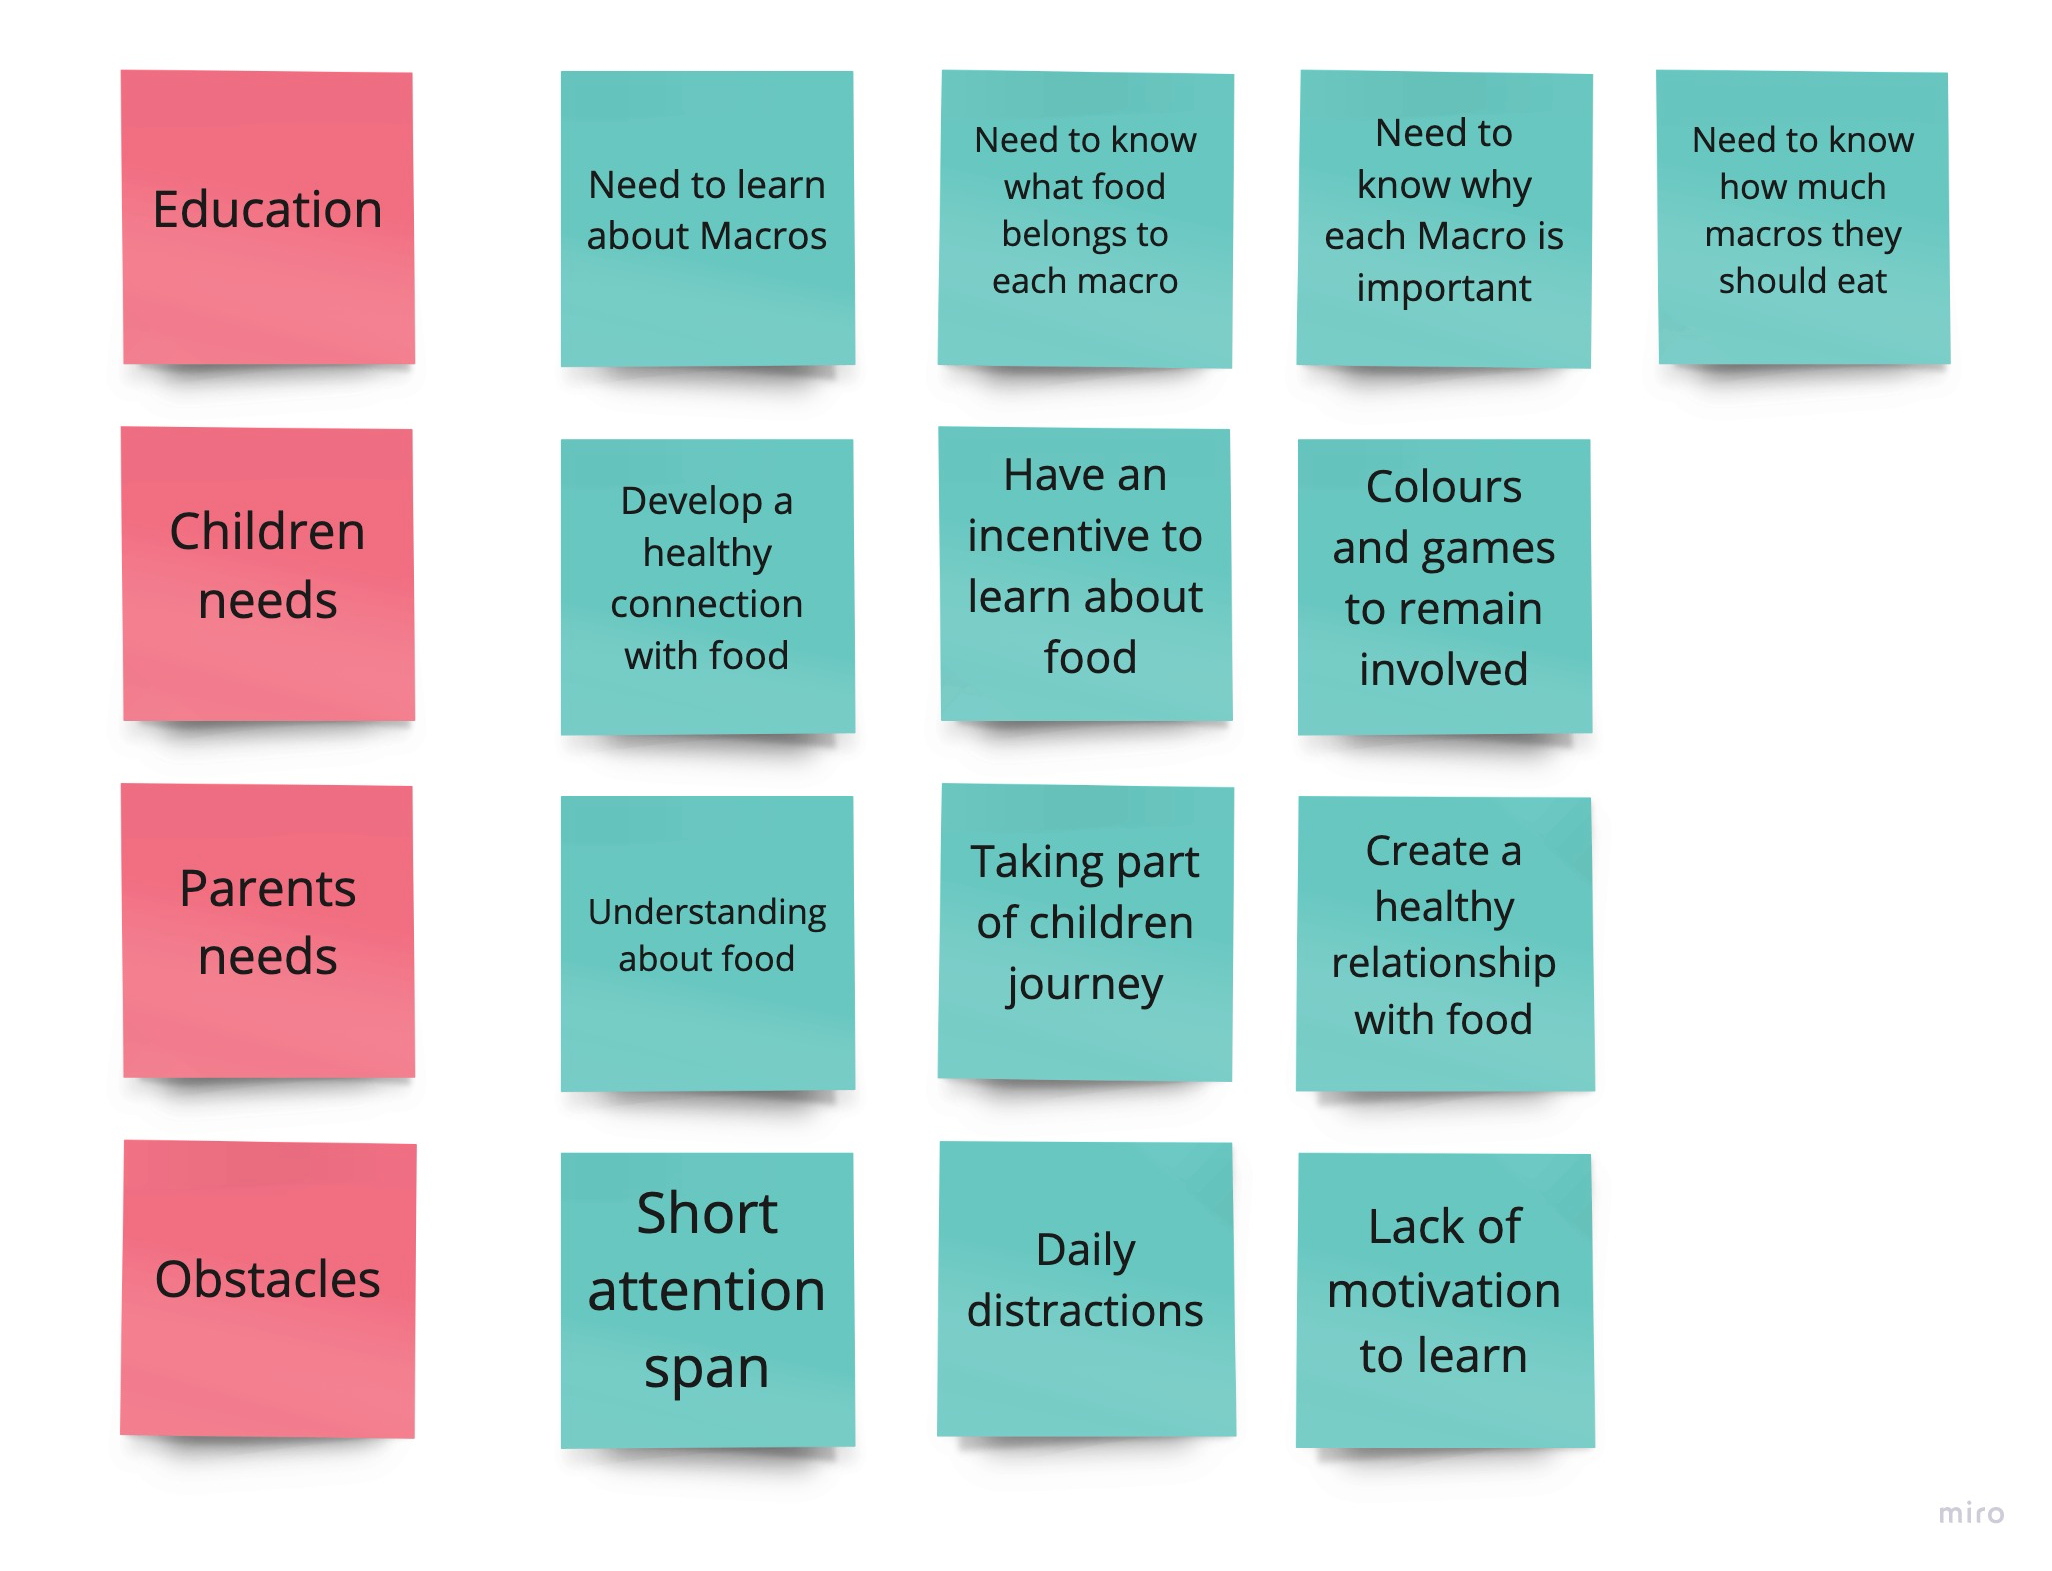 Education
Need to learn
about Macros
Need to know
what food
belongs to
each macro
Need to
know why
each Macro is
important
Need to know
how much
macros they
should eat
Children
needs
Develop a
healthy
connection
with food
Have an
incentive to
learn about
food
Colours
and games
to remain
involved
Parents
needs
Understanding
about food
Taking part
of children
journey
Create a
healthy
relationship
with food
Obstacles
Short
attention
span
Daily
distractions
Lack of
motivation
to learn
miro